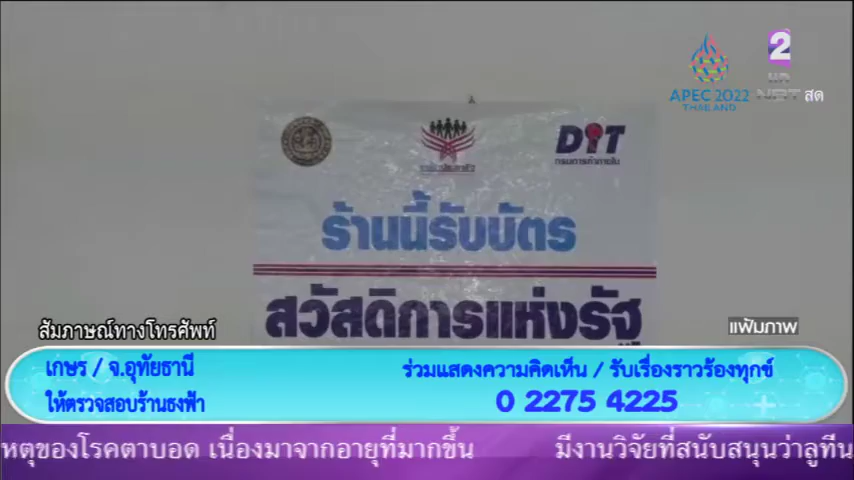 2
APEC 2022
THAILAND
NBT สด
DIT
กรมการค้าภายใน
ร้านนี้รับบัตร
สวัสดิการแห่งรัฐ
สัมภาษณ์ทางโทรศัพท์
แฟ้มภาพ
เกษร / จ.อุทัยธานี
ให้ตรวจสอบร้านธงฟ้า
ร่วมแสดงความคิดเห็น / รับเรื่องราวร้องทุกข์
0 2275 4225
หตุของโรคตาบอด เนื่องมาจากอายุที่มากขึ้น มีงานวิจัยที่สนับสนุนว่าลูทีน